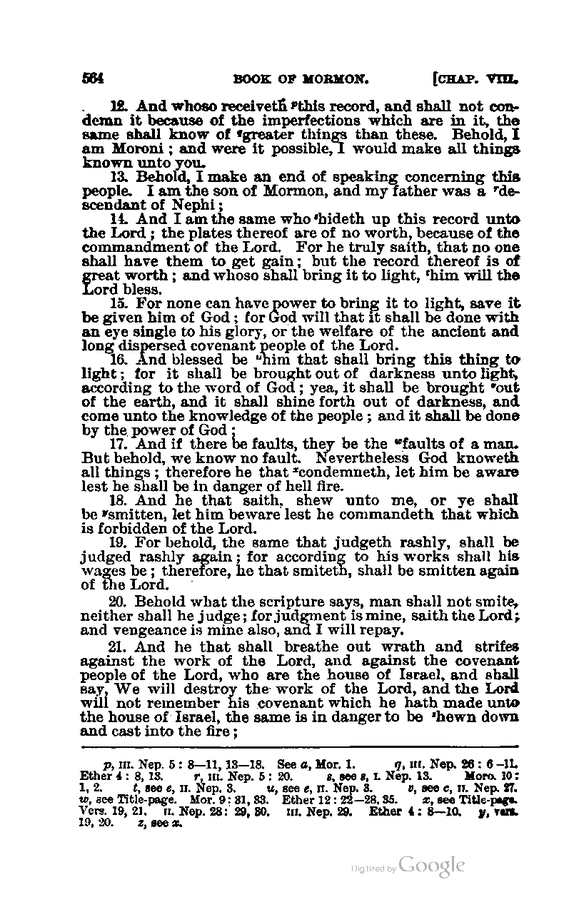 564 BOOK OF MORMON. [CHAP. VIII.
12. And whoso receiveth ᵖthis record, and shall not con-
demn it because of the imperfections which are in it, the
same shall know of ᵠgreater things than these. Behold, I
am Moroni; and were it possible, I would make all things
known unto you.
13. Behold, I make an end of speaking concerning this
people. I am the son of Mormon, and my father was a ʳde-
scendant of Nephi;
14. And I am the same who ˢhideth up this record unto
the Lord; the plates thereof are of no worth, because of the
commandment of the Lord. For he truly saith, that no one
shall have them to get gain; but the record thereof is of
great worth; and whoso shall bring it to light, ᵗhim will the
Lord bless.
15. For none can have power to bring it to light, save it
be given him of God; for God will that it shall be done with
an eye single to his glory, or the welfare of the ancient and
long dispersed covenant people of the Lord.
16. And blessed be ᵘhim that shall bring this thing to
light; for it shall be brought out of darkness unto light,
according to the word of God; yea, it shall be brought ᵛout
of the earth, and it shall shine forth out of darkness, and
come unto the knowledge of the people; and it shall be done
by the power of God;
17. And if there be faults, they be the ʷfaults of a man.
But behold, we know no fault. Nevertheless God knoweth
all things; therefore he that ˣcondemneth, let him be aware
lest he shall be in danger of hell fire.
18. And he that saith, shew unto me, or ye shall
be ʸsmitten, let him beware lest he commandeth that which
is forbidden of the Lord.
19. For behold, the same that judgeth rashly, shall be
judged rashly again; for according to his works shall his
wages be; therefore, he that smiteth, shall be smitten again
of the Lord.
20. Behold what the scripture says, man shall not smite,
neither shall he judge; for judgment is mine, saith the Lord;
and vengeance is mine also, and I will repay.
21. And he that shall breathe out wrath and strifes
against the work of the Lord, and against the covenant
people of the Lord, who are the house of Israel, and shall
say, We will destroy the work of the Lord, and the Lord
will not remember his covenant which he hath made unto
the house of Israel, the same is in danger to be ᶻhewn down
and cast into the fire;
p, III. Nep. 5: 8—11, 13—18. See a, Mor. 1. q, III. Nep. 26: 6—11.
Ether 4: 8, 13. r, III. Nep. 5: 20. s, see s, I. Nep. 13. Moro. 10:
1, 2. t, see e, II. Nep. 3. u, see e, II. Nep. 3. v, see c, II. Nep. 27.
w, see Title-page. Mor. 9: 31, 33. Ether 12: 22—28, 35. x, see Title-page.
Vers. 19, 21. II. Nep. 28: 29, 30. III. Nep. 29. Ether 4: 8—10. y, vers.
19, 20. z, see x.
Digitized by Google